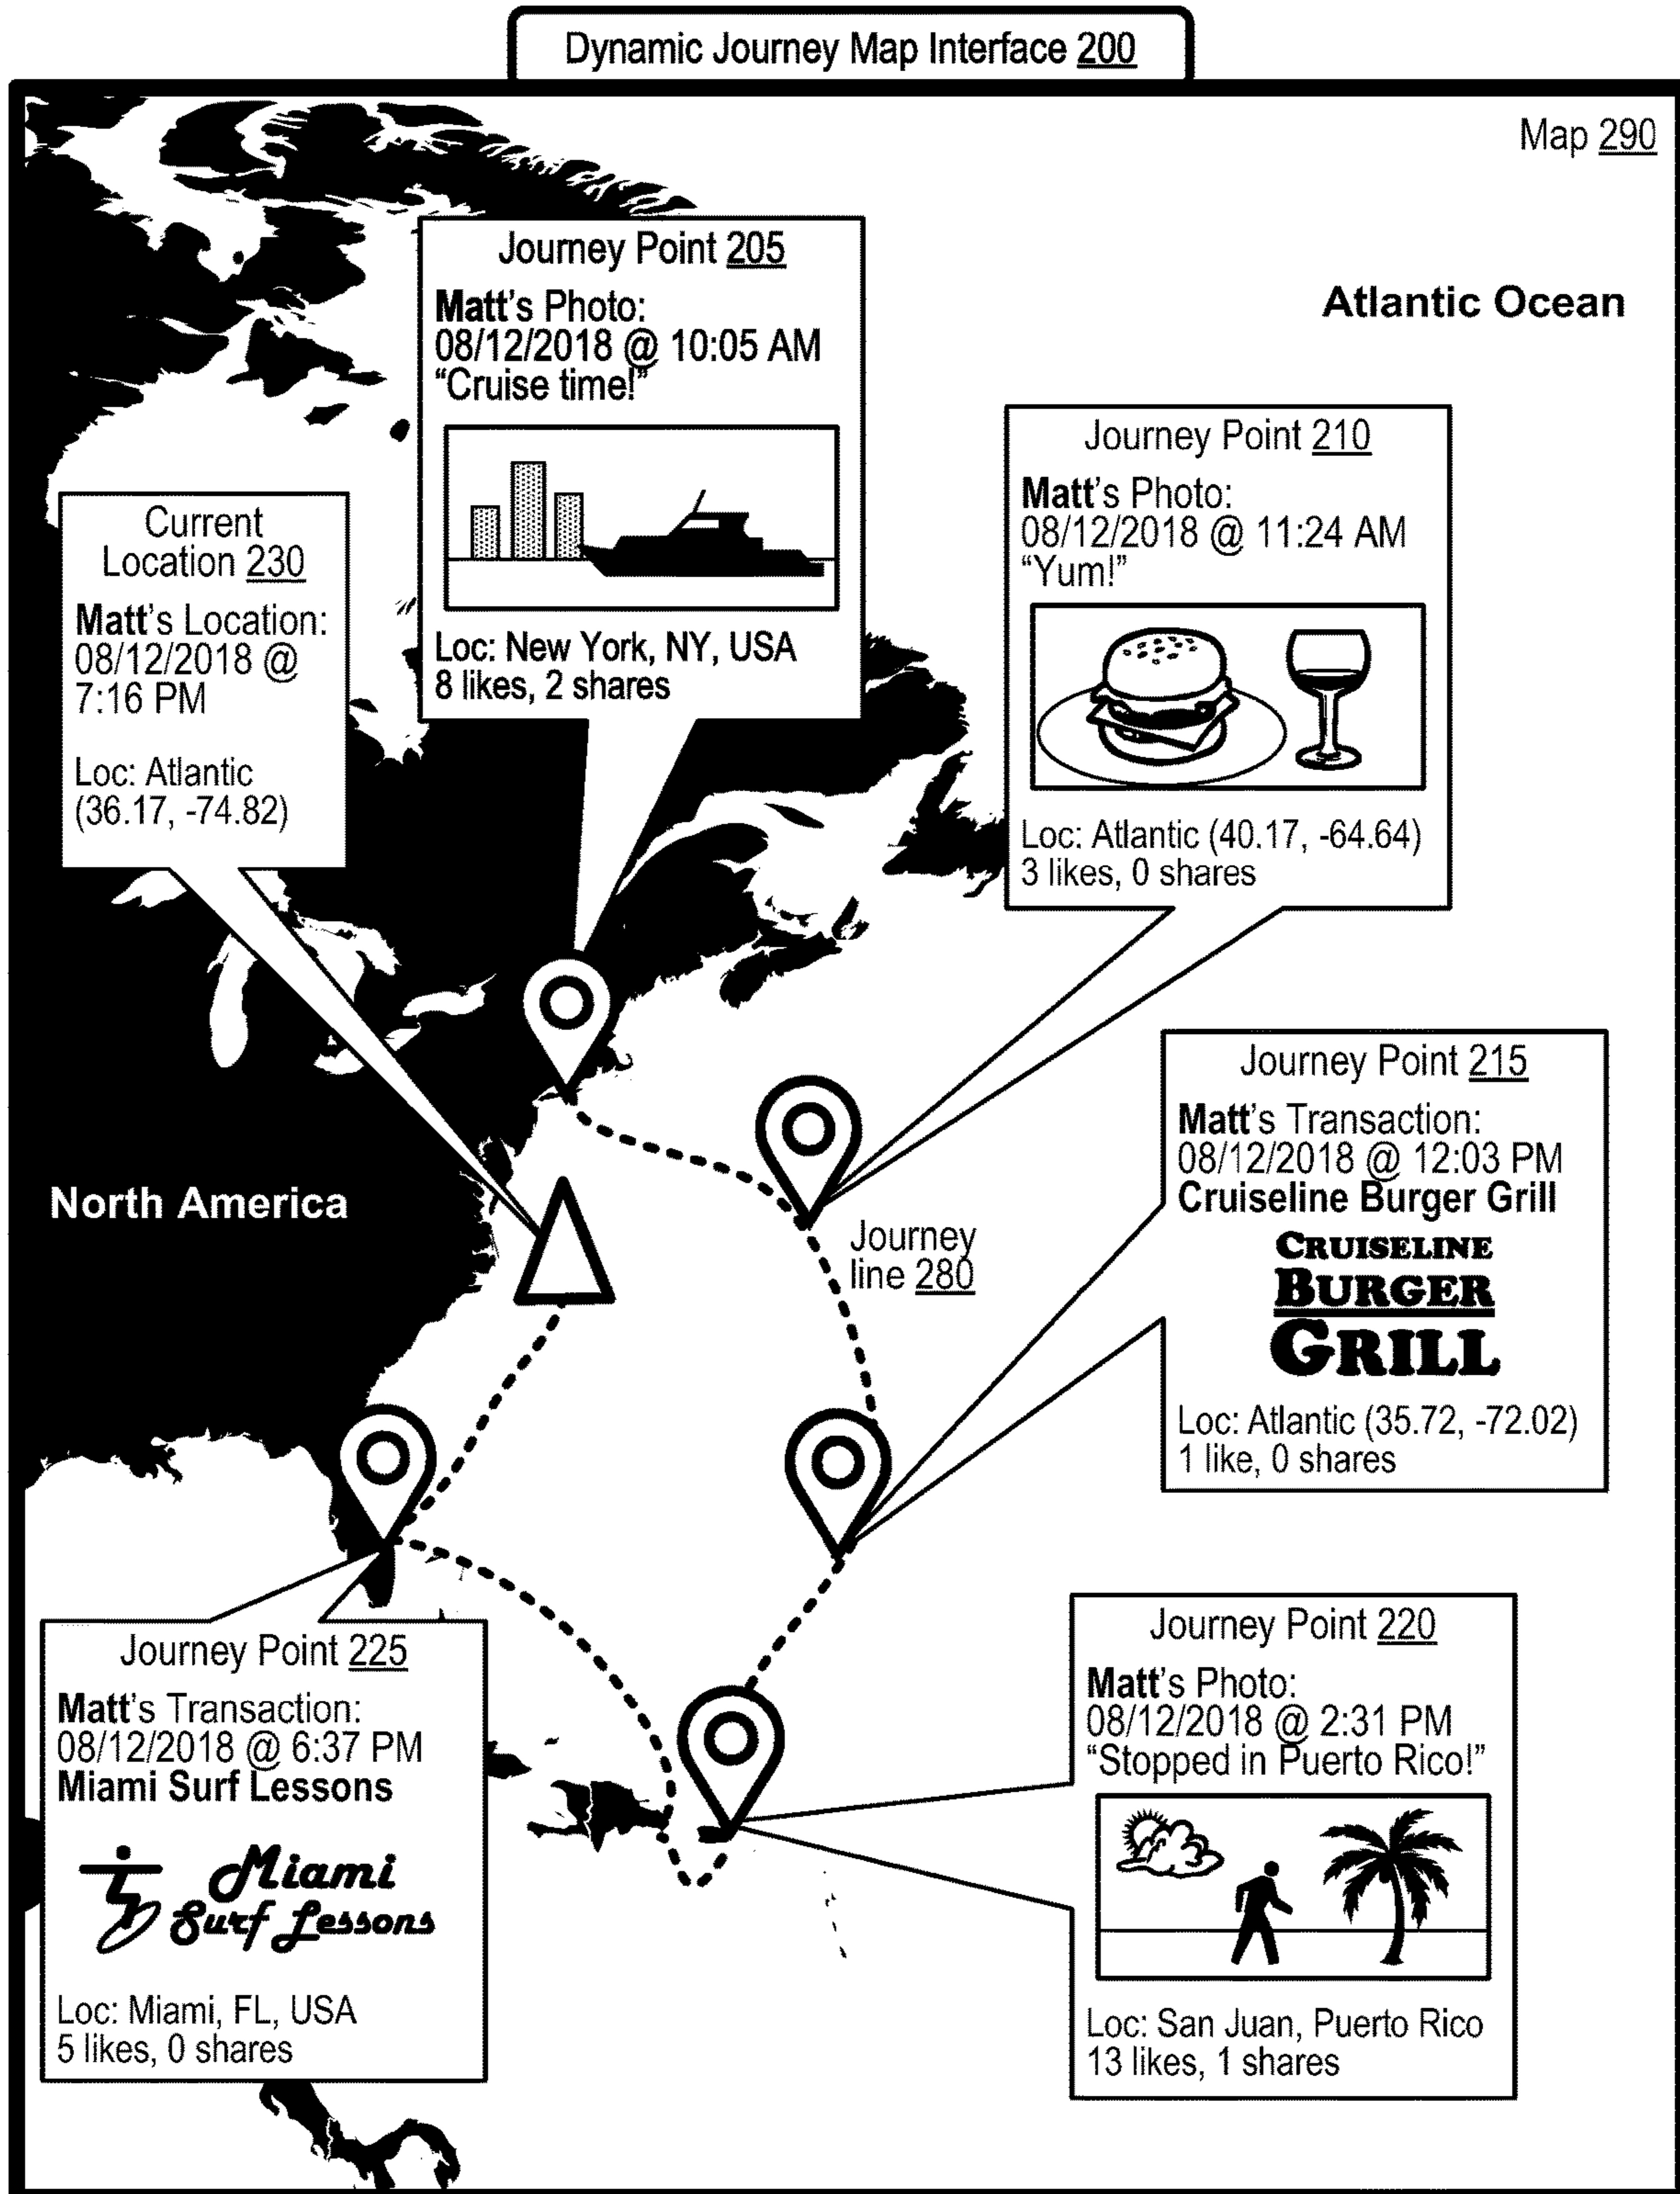 Dynamic Journey Map Interface 200
Map 290
Atlantic Ocean
Journey Point 205
Matt's Photo:
08/12/2018 @ 10:05 AM
“Cruise time!”
Loc: New York, NY, USA
8 likes, 2 shares
Journey Point 210
Matt's Photo:
08/12/2018 @ 11:24 AM
“Yum!”
Loc: Atlantic (40.17, -64.64)
3 likes, 0 shares
Current
Location 230
Matt's Location:
08/12/2018 @
7:16 PM
Loc: Atlantic
(36.17, -74.82)
North America
Journey
line 280
Journey Point 215
Matt's Transaction:
08/12/2018 @ 12:03 PM
Cruiseline Burger Grill
CRUISELINE
BURGER
GRILL
Loc: Atlantic (35.72, -72.02)
1 like, 0 shares
Journey Point 225
Matt's Transaction:
08/12/2018 @ 6:37 PM
Miami Surf Lessons
Miami
Surf Lessons
Loc: Miami, FL, USA
5 likes, 0 shares
Journey Point 220
Matt's Photo:
08/12/2018 @ 2:31 PM
“Stopped in Puerto Rico!”
Loc: San Juan, Puerto Rico
13 likes, 1 shares